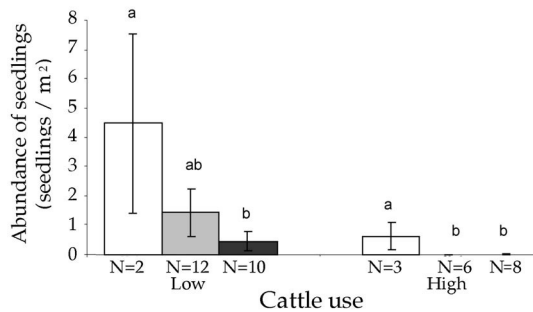 Abundance of seedlings
(seedlings / m²)
8
7
6
5
4
3
2
1
0
a
ab
b
a
b
b
N=2
N=12
N=10
N=3
N=6
N=8
Low
High
Cattle use